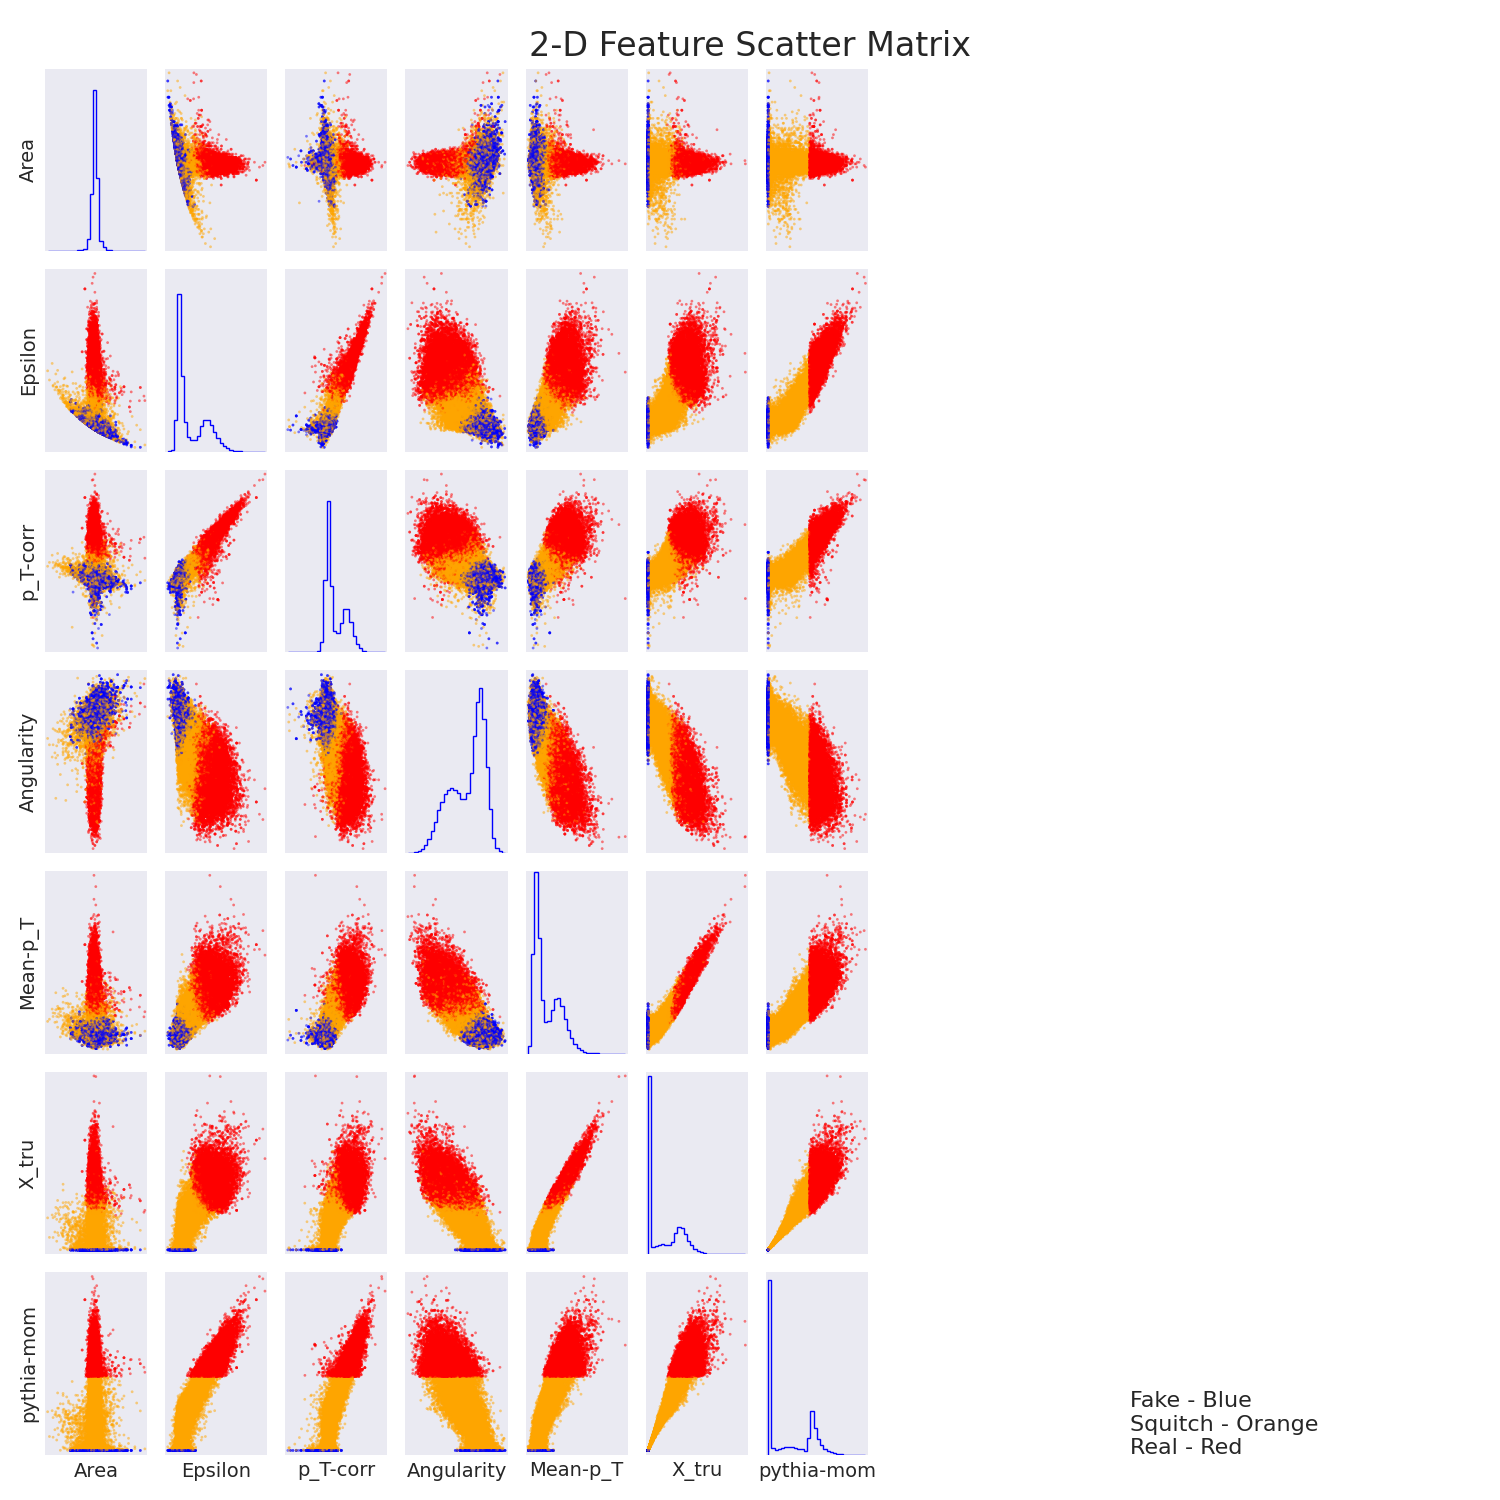 2-D Feature Scatter Matrix
Area
Epsilon
p_T-corr
Angularity
Mean-p_T
X_tru
pythia-mom
Area
Epsilon
p_T-corr
Angularity
Mean-p_T
X_tru
pythia-mom
Fake - Blue
Squitch - Orange
Real - Red